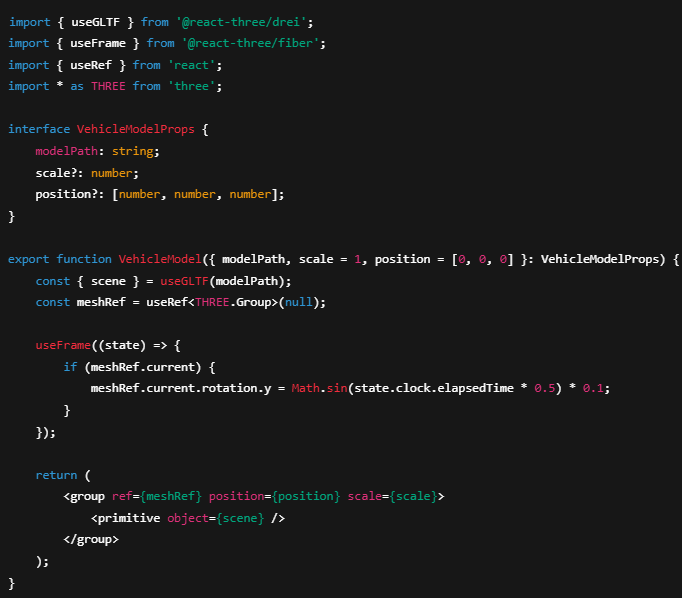 import { useGLTF } from '@react-three/drei';
import { useFrame } from '@react-three/fiber';
import { useRef } from 'react';
import * as THREE from 'three';

interface VehicleModelProps {
    modelPath: string;
    scale?: number;
    position?: [number, number, number];
}

export function VehicleModel({ modelPath, scale = 1, position = [0, 0, 0] }: VehicleModelProps) {
    const { scene } = useGLTF(modelPath);
    const meshRef = useRef<THREE.Group>(null);

    useFrame((state) => {
        if (meshRef.current) {
            meshRef.current.rotation.y = Math.sin(state.clock.elapsedTime * 0.5) * 0.1;
        }
    });

    return (
        <group ref={meshRef} position={position} scale={scale}>
            <primitive object={scene} />
        </group>
    );
}